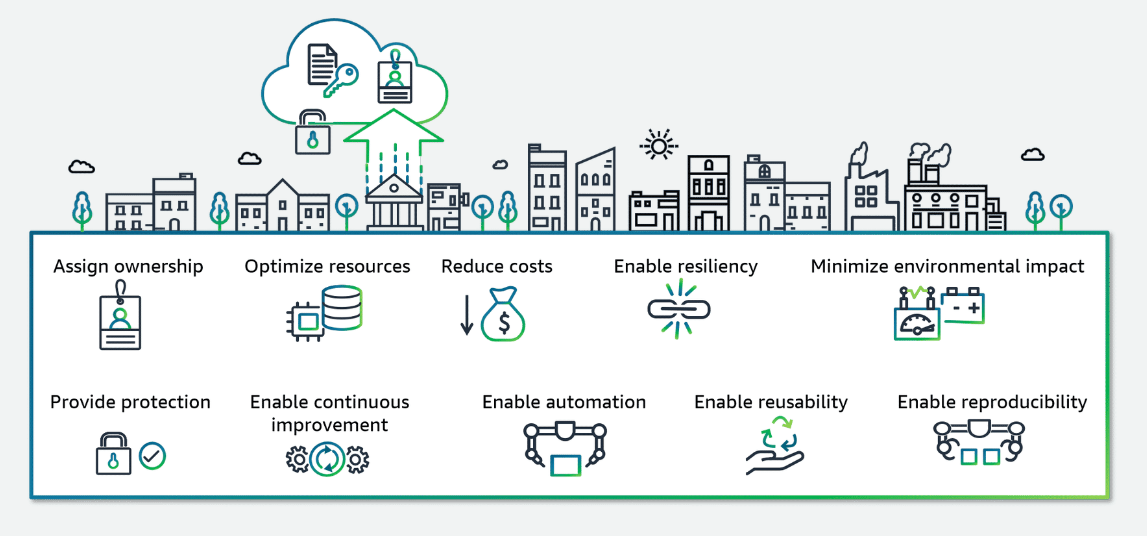 Assign ownership
Optimize resources
Reduce costs
Enable resiliency
Minimize environmental impact
$
- +
Provide protection
Enable continuous
improvement
Enable automation
Enable reusability
Enable reproducibility